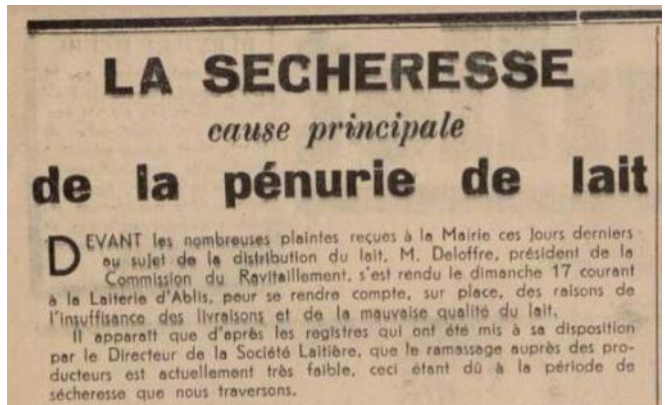 LA SECHERESSE
cause principale
de la pénurie de lait
DEVANT les nombreuses plaintes reçues à la Mairie ces Jours derniers
au sujet de la distribution du lait, M. Deloffre, président de la
Commission du Ravitaillement, s'est rendu le dimanche 17 courant
à la Laiterie d'Ablis, pour se rendre compte, sur place, des raisons de
l'insuffisance des livraisons et de la mauvaise qualité du lait.
Il apparaît que d'après les registres qui ont été mis à sa disposition
par le Directeur de la Société Laitière, que le ramassage auprès des pro-
ducteurs est actuellement très faible, ceci étant dû à la période de
sécheresse que nous traversons.